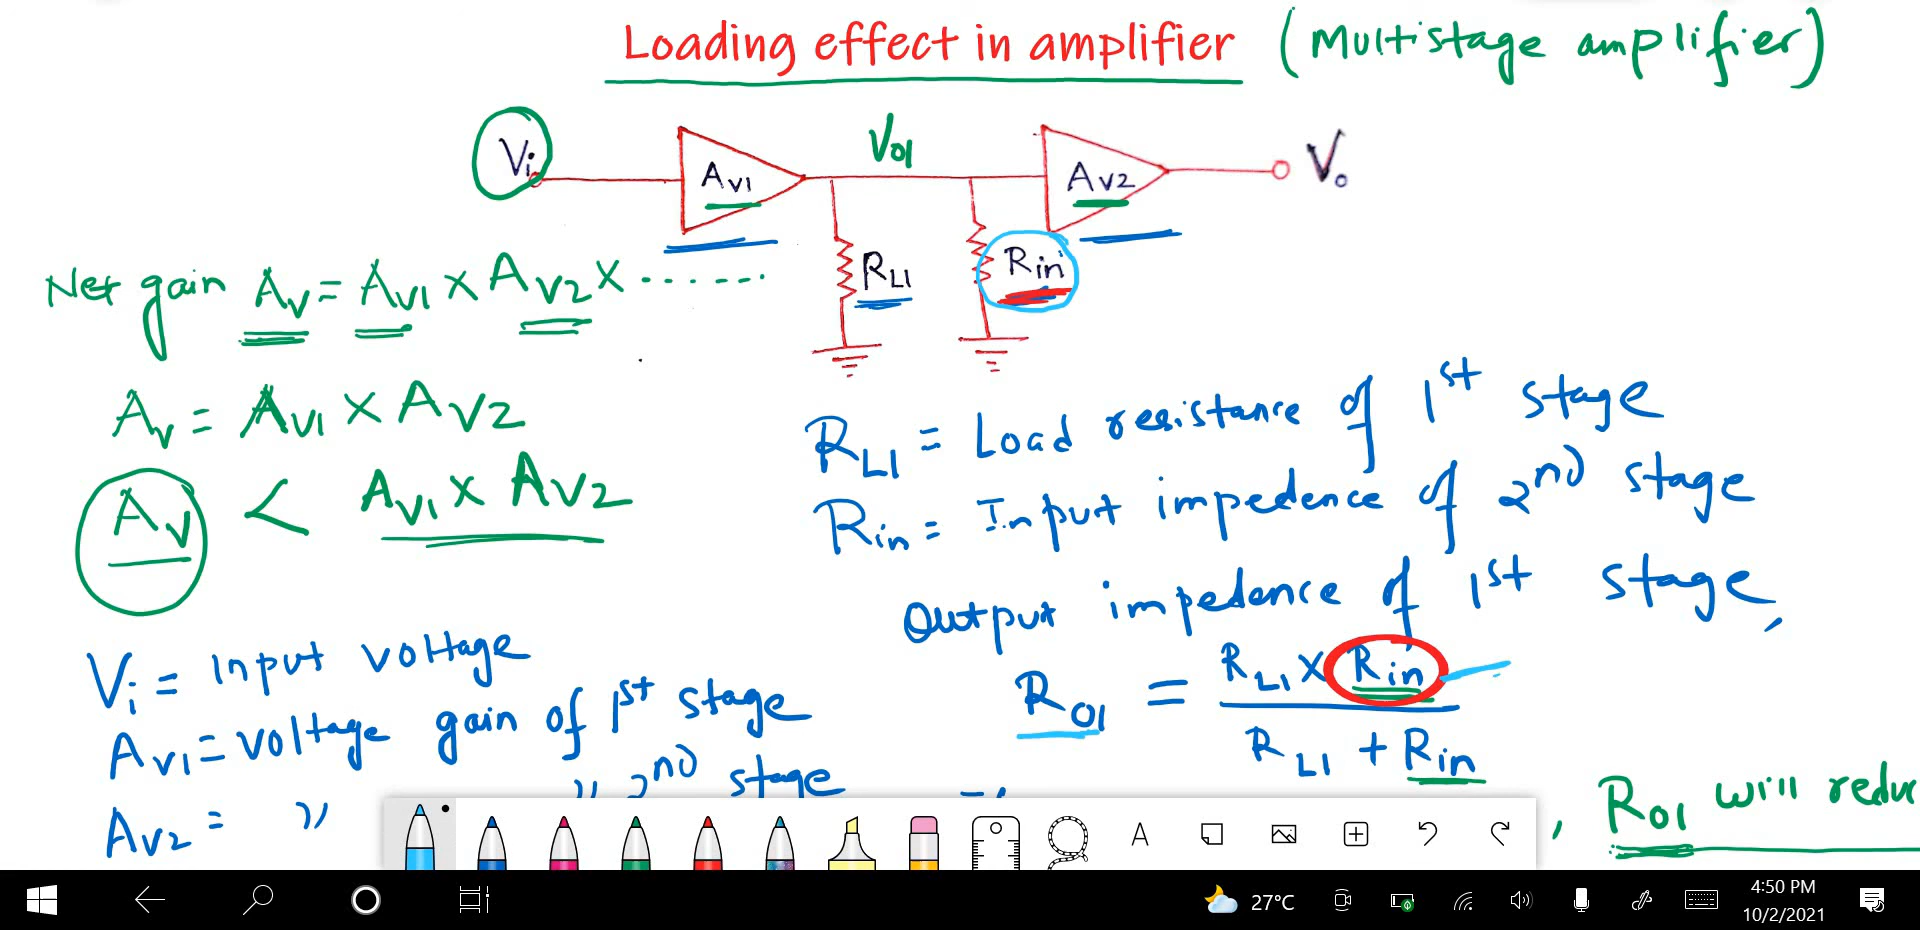 Loading effect in amplifier (Multistage amplifier)
Vi
Av1
Vo1
Av2
Vo
RL1
Rin
Net gain Av = Av1 x Av2 x .......
Av = Av1 x Av2
Av < Av1 x Av2
RL1 = Load resistance of 1st stage
Rin = Input impedence of 2nd stage
Output impedence of 1st stage,
Ro1 = RL1 x Rin
RL1 + Rin
Vi = input voltage
Av1 = voltage gain of 1st stage
Av2 = " " 2nd stage
, Ro1 will reduc
A
27°C
4:50 PM
10/2/2021